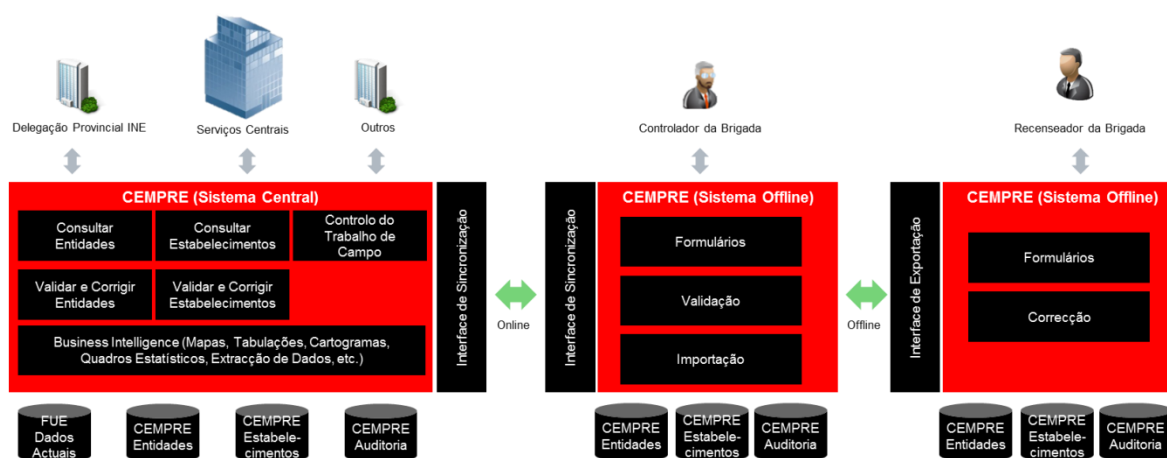 Delegação Provincial INE
Serviços Centrais
Outros
Controlador da Brigada
Recenseador da Brigada
CEMPRE (Sistema Central)
Consultar
Entidades
Consultar
Estabelecimentos
Controlo do
Trabalho de
Campo
Validar e Corrigir
Entidades
Validar e Corrigir
Estabelecimentos
Business Intelligence (Mapas, Tabulações, Cartogramas,
Quadros Estatísticos, Extracção de Dados, etc.)
Interface de Sincronização
Online
Interface de Sincronização
CEMPRE (Sistema Offline)
Formulários
Validação
Importação
Offline
Interface de Exportação
CEMPRE (Sistema Offline)
Formulários
Correcção
FUE
Dados
Actuais
CEMPRE
Entidades
CEMPRE
Estabele-
cimentos
CEMPRE
Auditoria
CEMPRE
Entidades
CEMPRE
Estabele-
cimentos
CEMPRE
Auditoria
CEMPRE
Entidades
CEMPRE
Estabele-
cimentos
CEMPRE
Auditoria